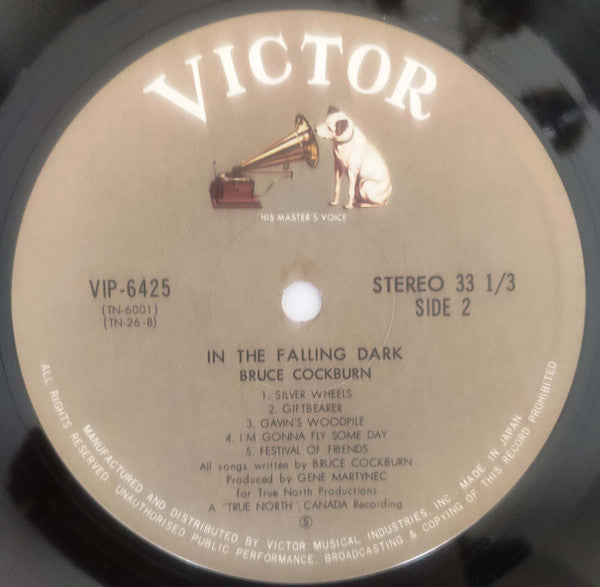 VICTOR
HIS MASTER'S VOICE
VIP-6425
(TN-6001)
(TN-26-B)
STEREO 33 1/3
SIDE 2
IN THE FALLING DARK
BRUCE COCKBURN
1. SILVER WHEELS
2. GIFTBEARER
3. GAVIN'S WOODPILE
4. I'M GONNA FLY SOME DAY
5. FESTIVAL OF FRIENDS
All songs written by BRUCE COCKBURN
Produced by GENE MARTYNEC
for True North Productions
A "TRUE NORTH", CANADA Recording
Ⓢ
MANUFACTURED AND DISTRIBUTED BY VICTOR MUSICAL INDUSTRIES, INC. MADE IN JAPAN
ALL RIGHTS RESERVED. UNAUTHORISED PUBLIC PERFORMANCE, BROADCASTING & COPYING OF THIS RECORD PROHIBITED